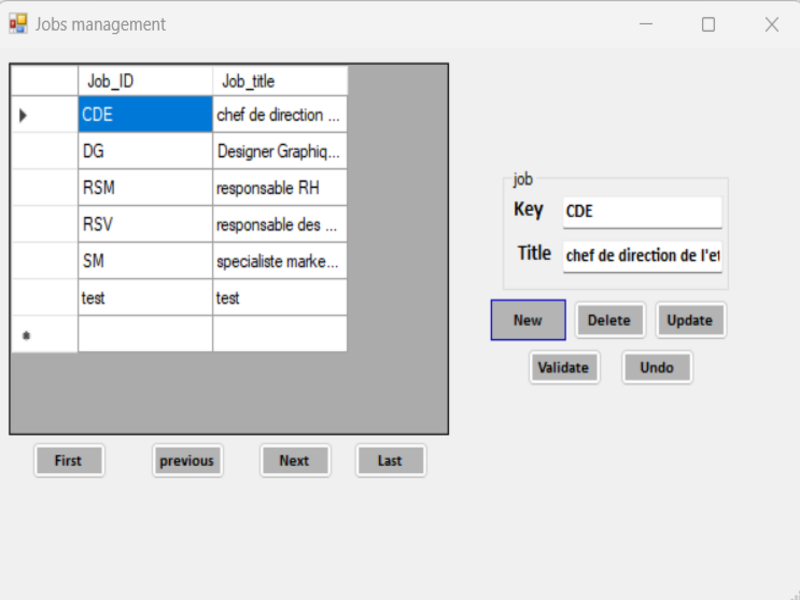 Jobs management
Job_ID Job_title
CDE chef de direction ...
DG Designer Graphiq...
RSM responsable RH
RSV responsable des ...
SM specialiste marke...
test test
*
job
Key CDE
Title chef de direction de l'et
New Delete Update
Validate Undo
First previous Next Last